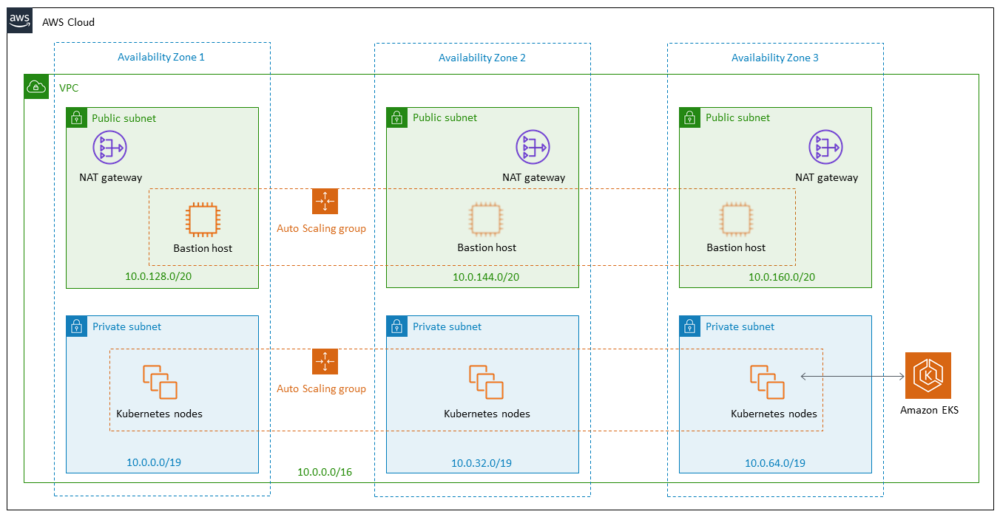 aws
AWS Cloud
Availability Zone 1
Availability Zone 2
Availability Zone 3
VPC
Public subnet
NAT gateway
Bastion host
10.0.128.0/20
Public subnet
NAT gateway
Bastion host
10.0.144.0/20
Public subnet
NAT gateway
Bastion host
10.0.160.0/20
Auto Scaling group
Private subnet
Kubernetes nodes
10.0.0.0/19
Private subnet
Kubernetes nodes
10.0.32.0/19
Private subnet
Kubernetes nodes
10.0.64.0/19
Auto Scaling group
10.0.0.0/16
K
Amazon EKS